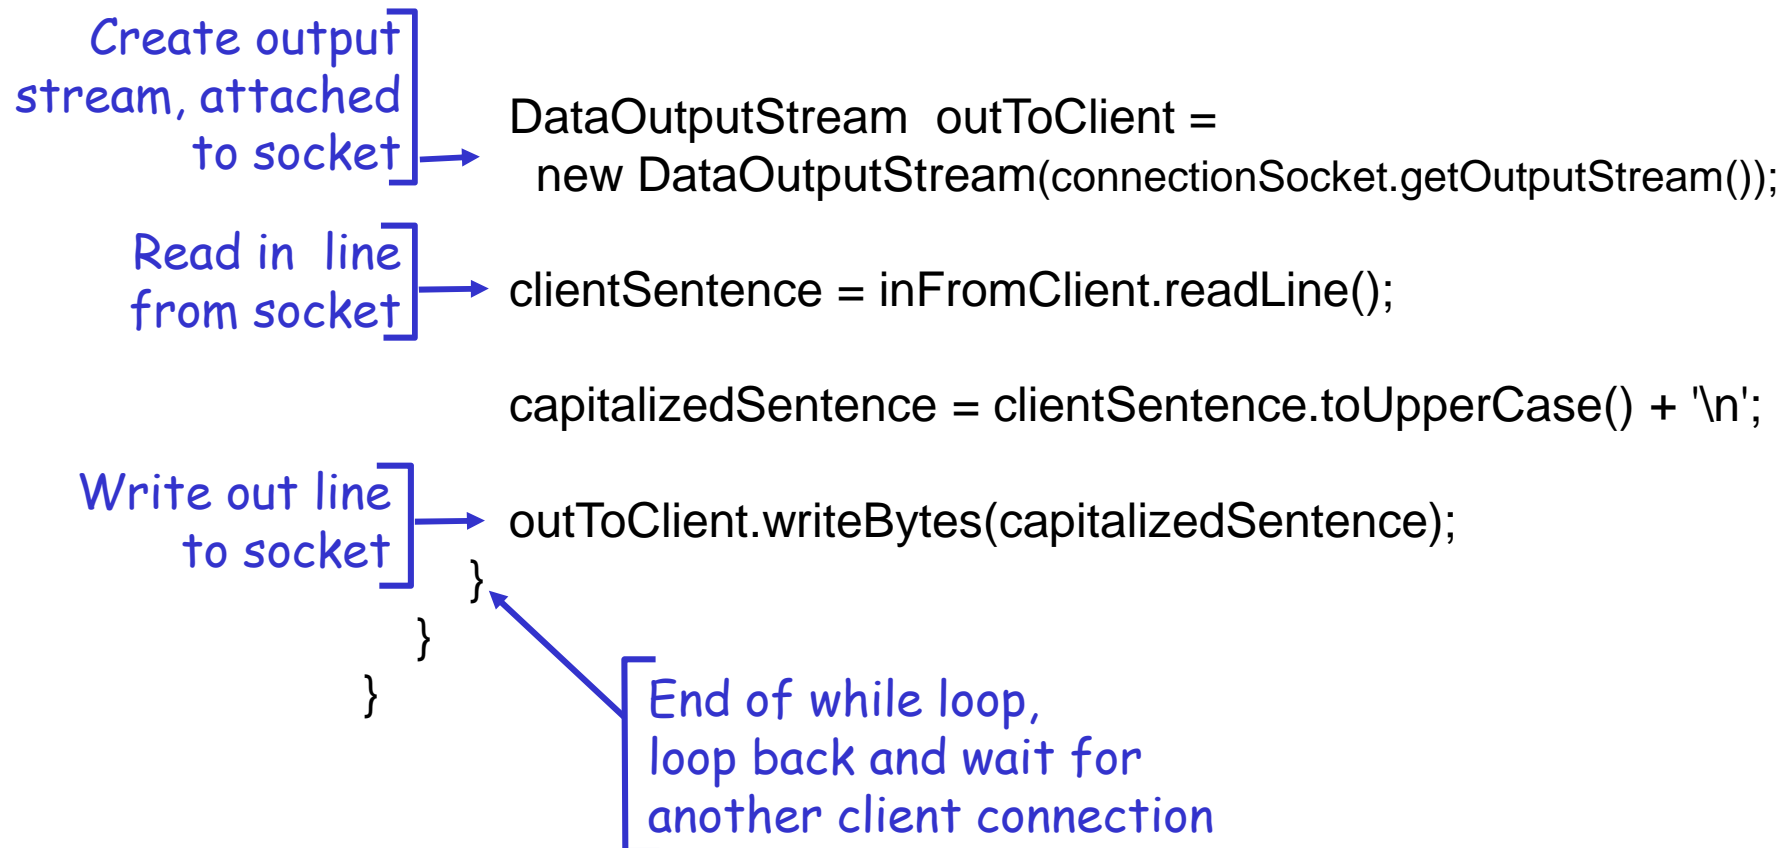 Create output
stream, attached
to socket
DataOutputStream outToClient =
new DataOutputStream(connectionSocket.getOutputStream());
Read in line
from socket
clientSentence = inFromClient.readLine();
capitalizedSentence = clientSentence.toUpperCase() + '\n';
Write out line
to socket
outToClient.writeBytes(capitalizedSentence);
}
}
}
End of while loop,
loop back and wait for
another client connection